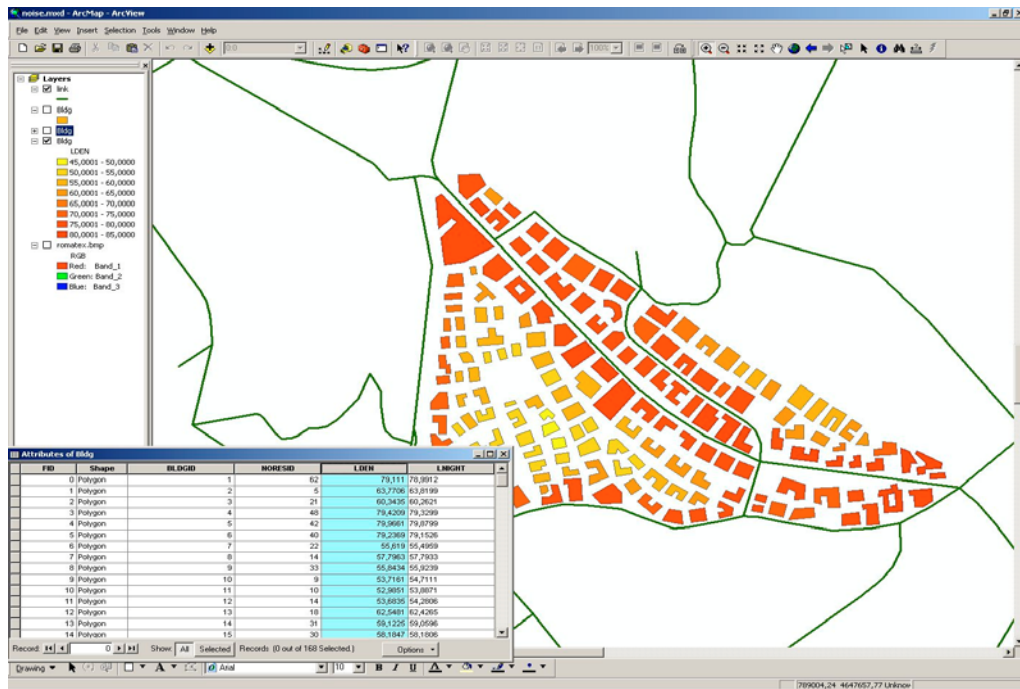 noise.mxd - ArcMap - ArcView
File Edit View Insert Selection Tools Window Help
0:0
100%
Layers
link
Bldg
Bldg
Bldg
LDEN
45,0001 - 50,0000
50,0001 - 55,0000
55,0001 - 60,0000
60,0001 - 65,0000
65,0001 - 70,0000
70,0001 - 75,0000
75,0001 - 80,0000
80,0001 - 85,0000
romatex.bmp
RGB
Red: Band_1
Green: Band_2
Blue: Band_3
Attributes of Bldg
FID Shape BLDGID NORESID LDEN LNIGHT
0 Polygon 1 62 79,111 78,9912
1 Polygon 2 5 63,7706 63,8199
2 Polygon 3 21 60,3435 60,2621
3 Polygon 4 48 79,4209 79,3299
4 Polygon 5 42 79,9661 79,8799
5 Polygon 6 40 79,2369 79,1526
6 Polygon 7 22 55,619 55,4959
7 Polygon 8 14 57,7963 57,7933
8 Polygon 9 33 55,8434 55,9239
9 Polygon 10 9 53,7161 54,7111
10 Polygon 11 10 52,9851 53,8871
11 Polygon 12 14 53,6835 54,2806
12 Polygon 13 18 62,5481 62,4265
13 Polygon 14 31 59,1225 59,0596
14 Polygon 15 30 58,1847 58,1806
Record: 0 Show: All Selected Records (0 out of 168 Selected.) Options
Drawing Arial 10 B I U A
789004,24 4647657,77 Unknow